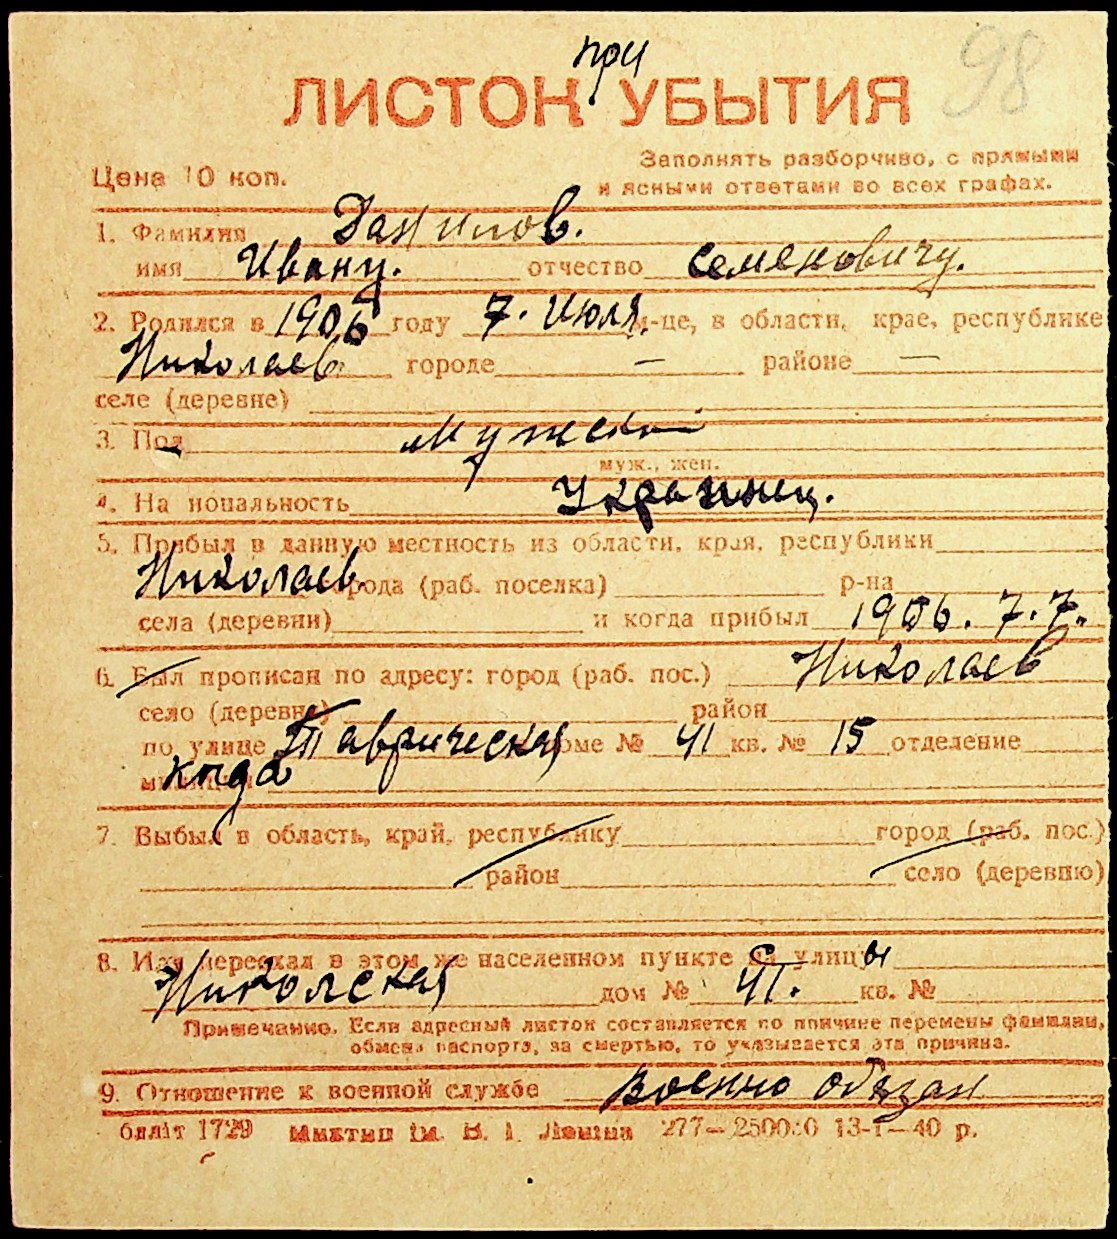 98
при
ЛИСТОК УБЫТИЯ
Цена 10 коп.
Заполнять разборчиво, с прямыми
и ясными ответами во всех графах.
1. Фамилия Данилов.
имя Ивану. отчество Семеновичу.
2. Родился в 1906 году 7. Июля. м-це, в области, крае, республике
Николаев городе — районе —
селе (деревне)
3. Пол мужской
муж., жен.
4. Национальность Украинец.
5. Прибыл в данную местность из области, края, республики
Николаев. города (раб. поселка) р-на
села (деревни) и когда прибыл 1906. 7.7.
6. Был прописан по адресу: город (раб. пос.) Николаев
село (деревне) район
по улице Таврическая доме № 41 кв. № 15 отделение
милиции
7. Выбыл в область, край, республику город (раб. пос.)
район село (деревню)
8. Или переехал в этом же населенном пункте с улицы
Никольская дом № 41. кв. №
Примечание. Если адресный листок составляется по причине перемены фамилии,
обмена паспорта, за смертью, то указывается эта причина.
9. Отношение к военной службе Военно обязан
1729 ім. В. І. Леніна 277— 13-1—40 р.